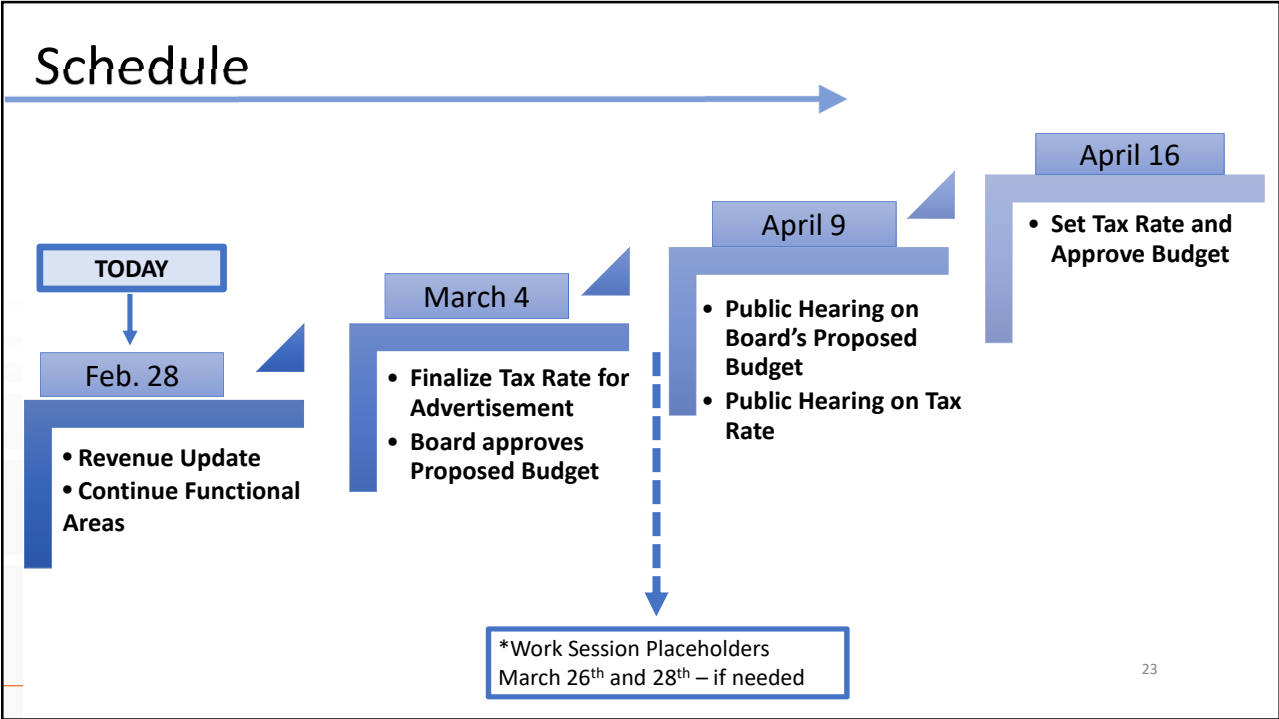 Schedule
TODAY
Feb. 28
• Revenue Update
• Continue Functional
Areas
March 4
• Finalize Tax Rate for
Advertisement
• Board approves
Proposed Budget
*Work Session Placeholders
March 26th and 28th – if needed
April 9
• Public Hearing on
Board’s Proposed
Budget
• Public Hearing on Tax
Rate
April 16
• Set Tax Rate and
Approve Budget
23